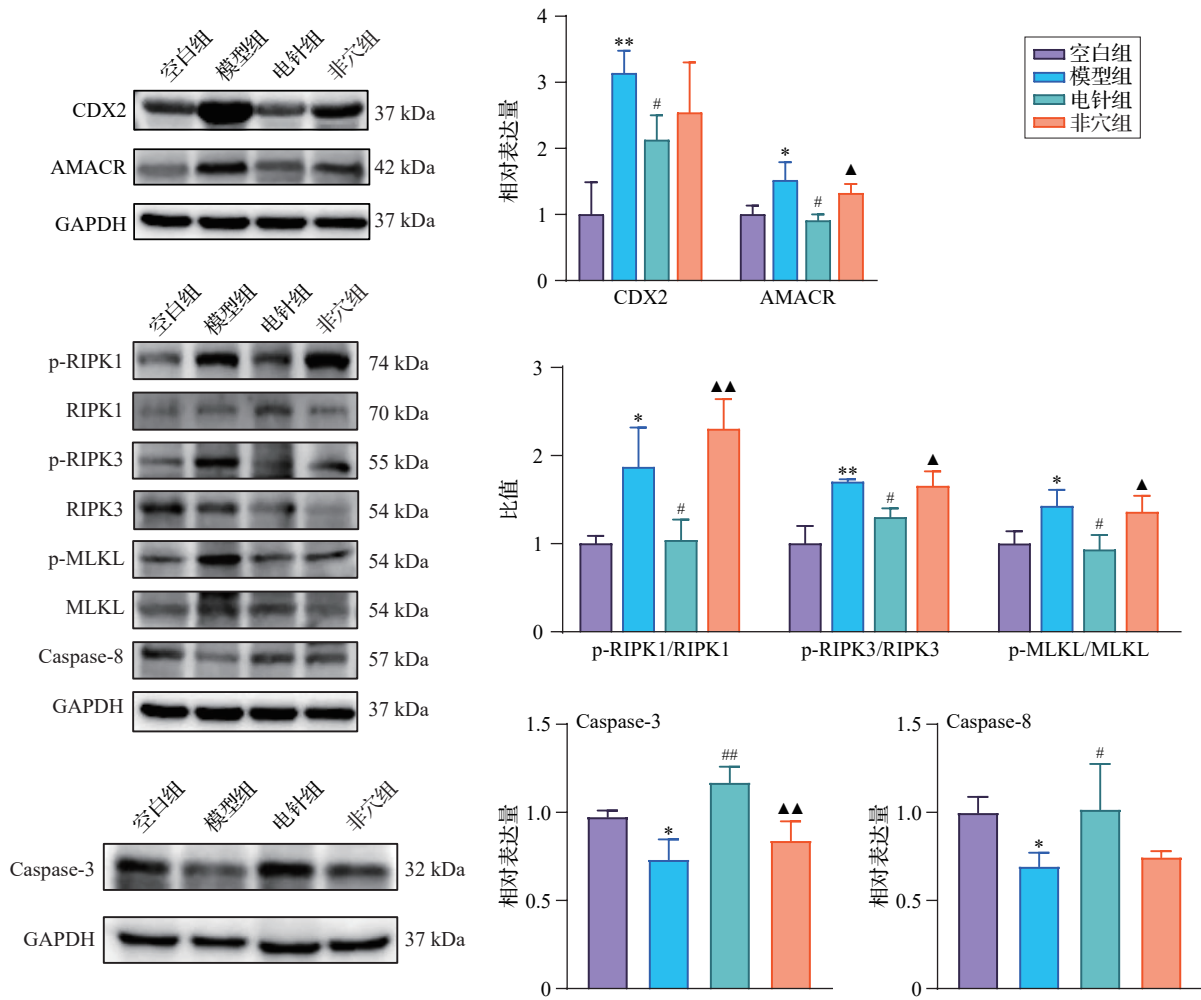 空白组
模型组
电针组
非穴组
CDX2
37 kDa
AMACR
42 kDa
GAPDH
37 kDa
相对表达量
4
3
2
1
0
**
#
*
#
▲
CDX2
AMACR
空白组
模型组
电针组
非穴组
空白组
模型组
电针组
非穴组
p-RIPK1
74 kDa
RIPK1
70 kDa
p-RIPK3
55 kDa
RIPK3
54 kDa
p-MLKL
54 kDa
MLKL
54 kDa
Caspase-8
57 kDa
GAPDH
37 kDa
比值
3
2
1
0
*
#
▲▲
**
#
▲
*
#
▲
p-RIPK1/RIPK1
p-RIPK3/RIPK3
p-MLKL/MLKL
空白组
模型组
电针组
非穴组
Caspase-3
32 kDa
GAPDH
37 kDa
Caspase-3
相对表达量
1.5
1.0
0.5
0
*
##
▲▲
Caspase-8
相对表达量
1.5
1.0
0.5
0
*
#